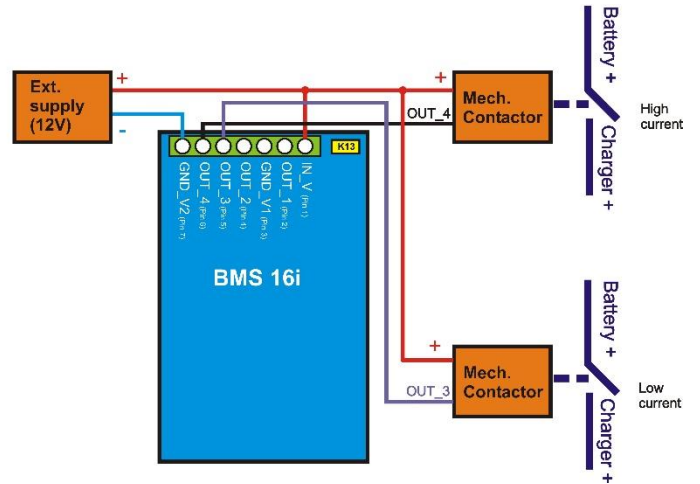 Ext.
supply
(12V)
+
-
K13
GND_V2 (Pin 7)
OUT_4 (Pin 6)
OUT_3 (Pin 5)
OUT_2 (Pin 4)
GND_V1 (Pin 3)
OUT_1 (Pin 2)
IN_V (Pin 1)
BMS 16i
+
OUT_4
Mech.
Contactor
Battery +
Charger +
High
current
+
OUT_3
Mech.
Contactor
Battery +
Charger +
Low
current